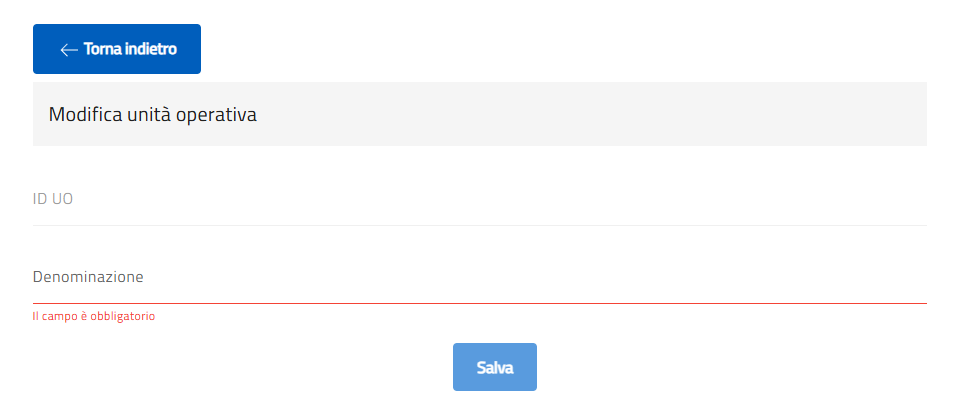 Torna indietro
Modifica unità operativa
ID UO
Denominazione
Il campo è obbligatorio
Salva